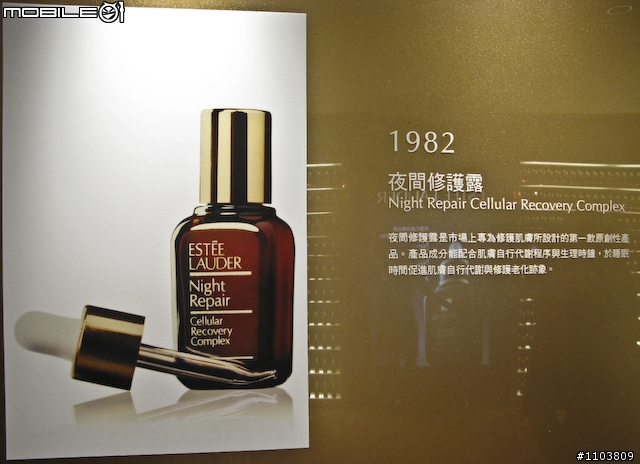 MOBILE01
ESTĒE
LAUDER
Night
Repair
Cellular
Recovery
Complex
1982
夜間修護露
Night Repair Cellular Recovery Complex
夜間修護露是市場上專為修護肌膚所設計的第一款原創性產
品。產品成分能配合肌膚自行代謝程序與生理時鐘,於睡眠
時間促進肌膚自行代謝與修護老化跡象。
#1103809